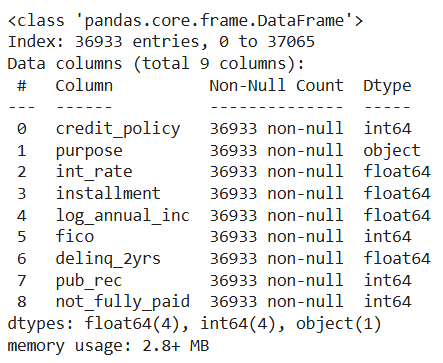 <class 'pandas.core.frame.DataFrame'>
Index: 36933 entries, 0 to 37065
Data columns (total 9 columns):
 #   Column          Non-Null Count  Dtype
---  ------          --------------  -----
 0   credit_policy   36933 non-null  int64
 1   purpose         36933 non-null  object
 2   int_rate        36933 non-null  float64
 3   installment     36933 non-null  float64
 4   log_annual_inc  36933 non-null  float64
 5   fico            36933 non-null  int64
 6   delinq_2yrs     36933 non-null  float64
 7   pub_rec         36933 non-null  int64
 8   not_fully_paid  36933 non-null  int64
dtypes: float64(4), int64(4), object(1)
memory usage: 2.8+ MB